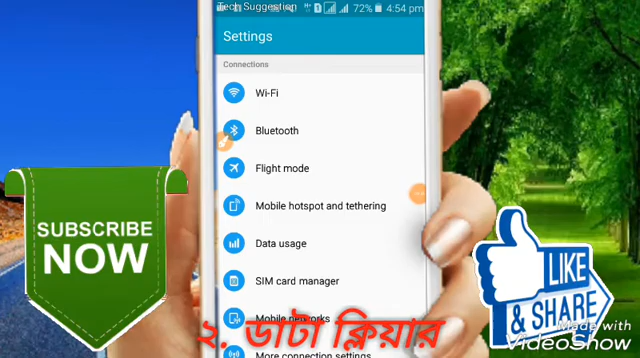 Tech Suggestion
72% 4:54 pm
Settings
Connections
Wi-Fi
Bluetooth
Flight mode
Mobile hotspot and tethering
Data usage
SIM card manager
Mobile networks
২. ডাটা ক্লিয়ার
More connection settings
SUBSCRIBE
NOW
LIKE
& SHARE
Made with
VideoShow